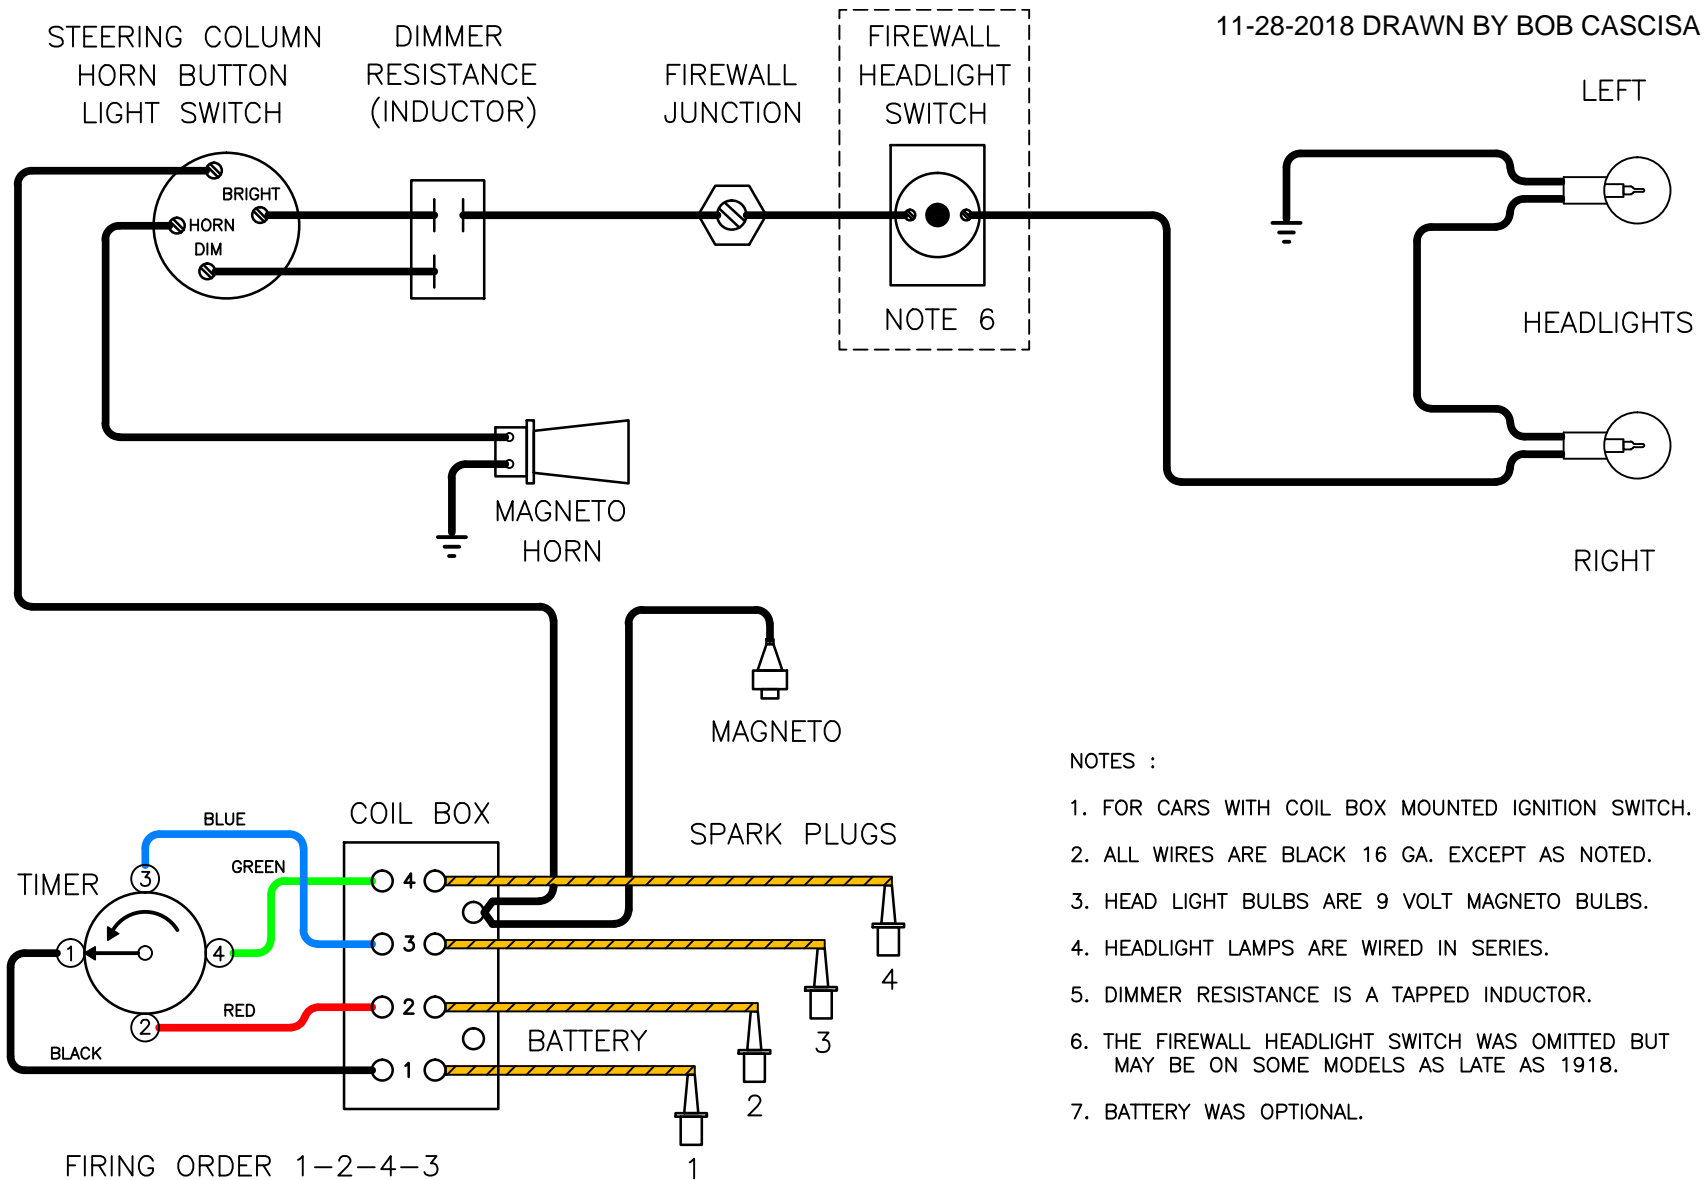 11-28-2018 DRAWN BY BOB CASCISA
STEERING COLUMN
HORN BUTTON
LIGHT SWITCH
DIMMER
RESISTANCE
(INDUCTOR)
FIREWALL
JUNCTION
FIREWALL
HEADLIGHT
SWITCH
LEFT
BRIGHT
HORN
DIM
NOTE 6
HEADLIGHTS
MAGNETO
HORN
RIGHT
MAGNETO
NOTES :
1. FOR CARS WITH COIL BOX MOUNTED IGNITION SWITCH.
2. ALL WIRES ARE BLACK 16 GA. EXCEPT AS NOTED.
3. HEAD LIGHT BULBS ARE 9 VOLT MAGNETO BULBS.
4. HEADLIGHT LAMPS ARE WIRED IN SERIES.
5. DIMMER RESISTANCE IS A TAPPED INDUCTOR.
6. THE FIREWALL HEADLIGHT SWITCH WAS OMITTED BUT
MAY BE ON SOME MODELS AS LATE AS 1918.
7. BATTERY WAS OPTIONAL.
COIL BOX
SPARK PLUGS
BLUE
GREEN
TIMER
3
1
4
2
RED
BLACK
4
3
2
1
BATTERY
4
3
2
1
FIRING ORDER 1-2-4-3